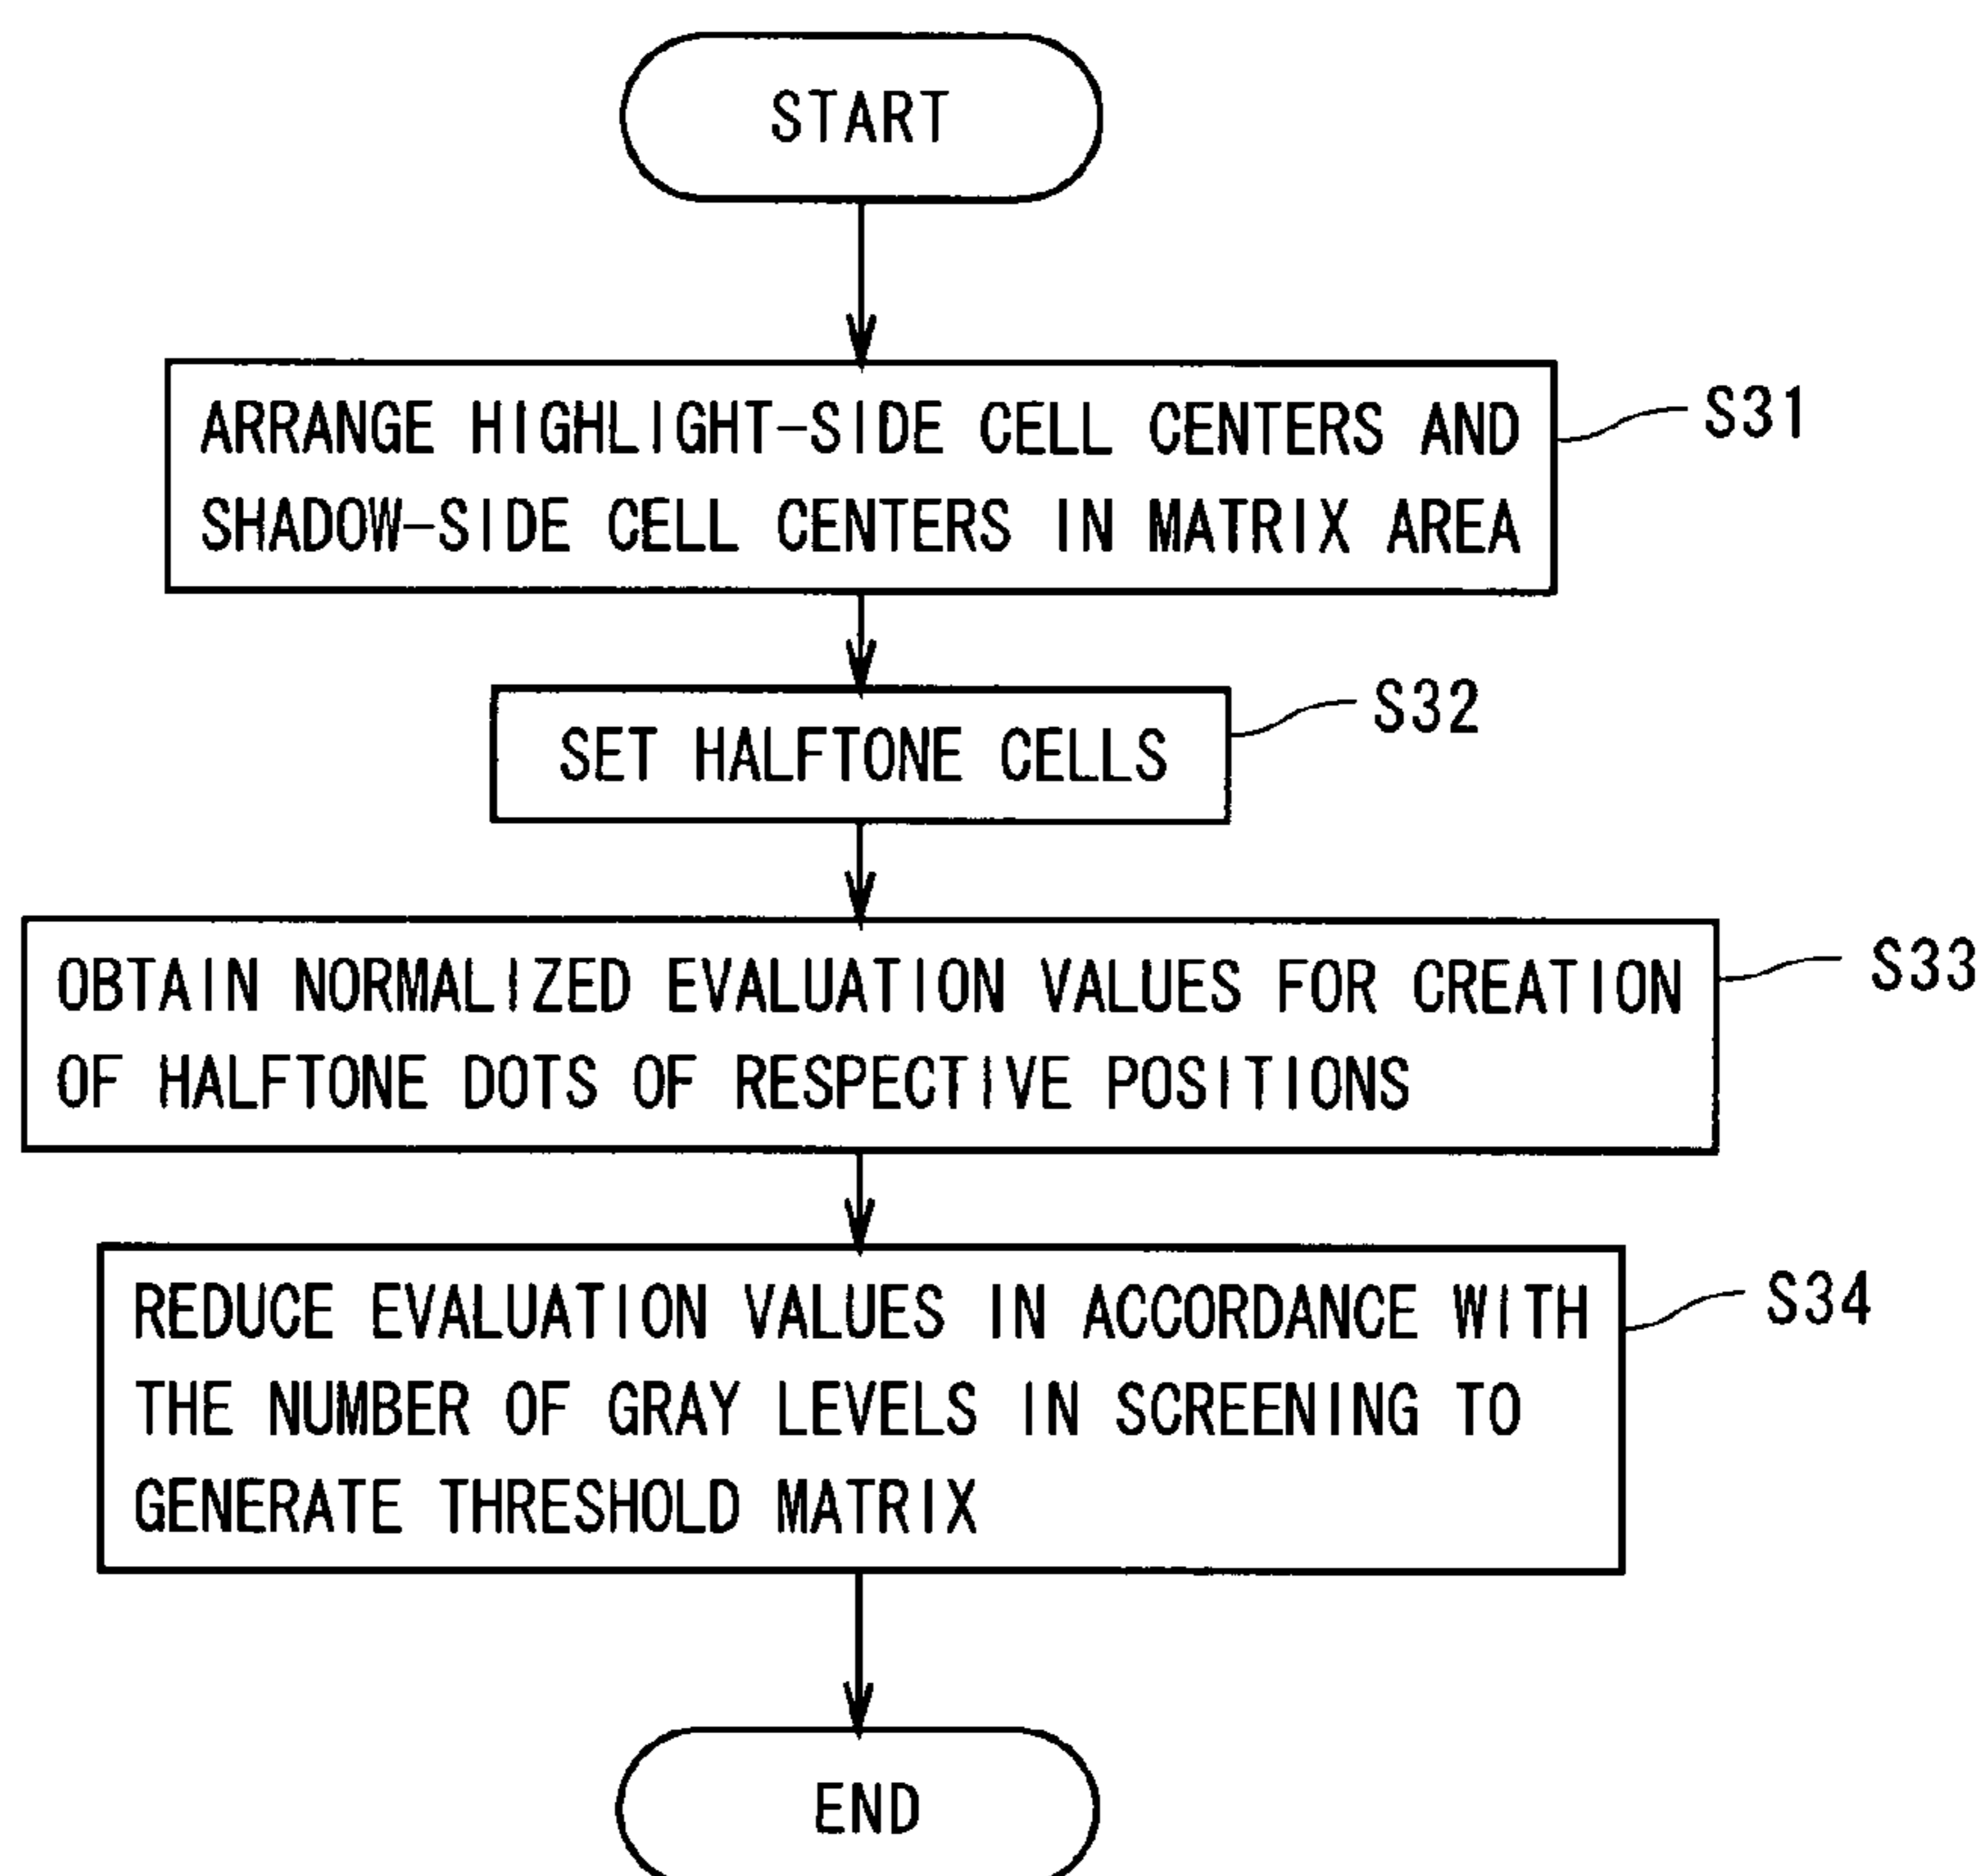 START
ARRANGE HIGHLIGHT-SIDE CELL CENTERS AND
SHADOW-SIDE CELL CENTERS IN MATRIX AREA
S31
SET HALFTONE CELLS
S32
OBTAIN NORMALIZED EVALUATION VALUES FOR CREATION
OF HALFTONE DOTS OF RESPECTIVE POSITIONS
S33
REDUCE EVALUATION VALUES IN ACCORDANCE WITH
THE NUMBER OF GRAY LEVELS IN SCREENING TO
GENERATE THRESHOLD MATRIX
S34
END